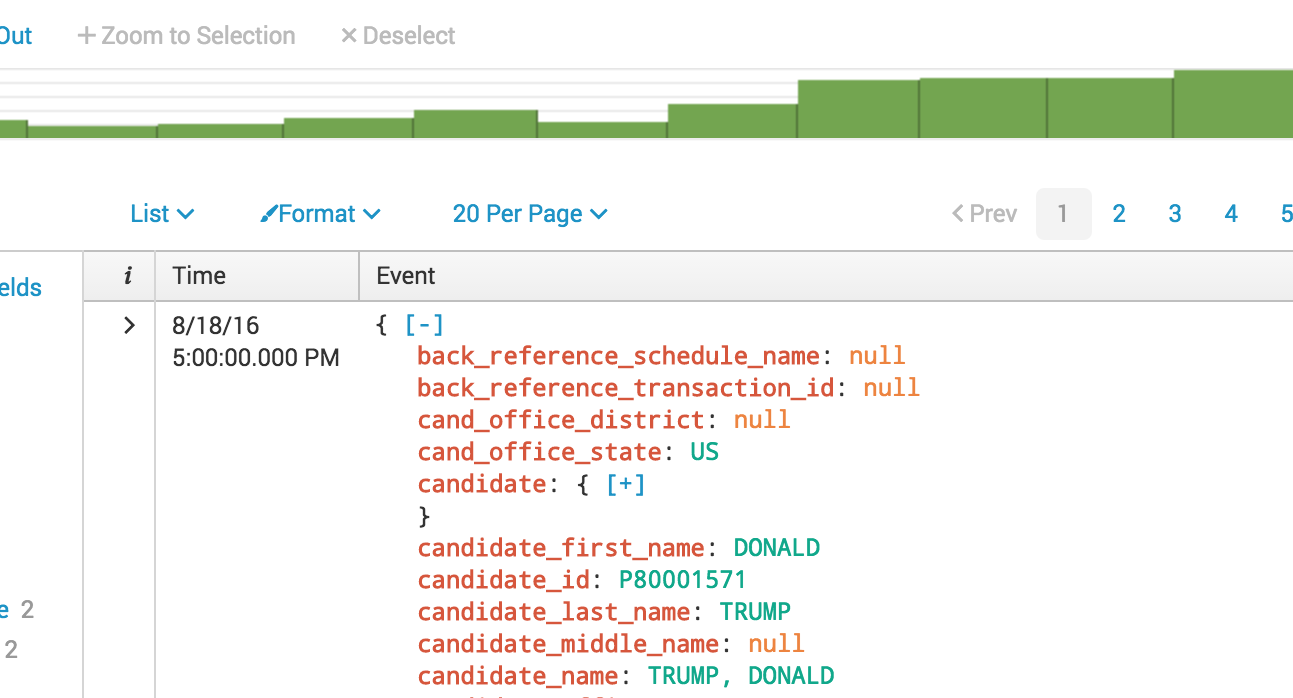 Out + Zoom to Selection × Deselect
List Format 20 Per Page < Prev 1 2 3 4 5
elds
i Time Event
> 8/18/16 { [-]
5:00:00.000 PM
back_reference_schedule_name: null
back_reference_transaction_id: null
cand_office_district: null
cand_office_state: US
candidate: { [+]
}
candidate_first_name: DONALD
candidate_id: P80001571
e 2
candidate_last_name: TRUMP
2
candidate_middle_name: null
candidate_name: TRUMP, DONALD